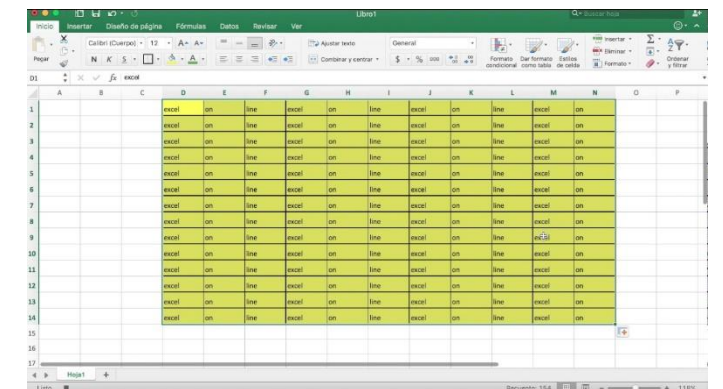 Libro1
Buscar hoja
Inicio Insertar Diseño de página Fórmulas Datos Revisar Ver
Pegar
Calibri (Cuerpo) 12 A▲ A▼
Ajustar texto
General
Insertar
N K S
Combinar y centrar
$ % 000
Formato condicional
Dar formato como tabla
Estilos de celda
Eliminar
Formato
Ordenar y filtrar
D1 fx excel
A B C D E F G H I J K L M N O P
1 excel on line excel on line excel on line excel on
2 excel on line excel on line excel on line excel on
3 excel on line excel on line excel on line excel on
4 excel on line excel on line excel on line excel on
5 excel on line excel on line excel on line excel on
6 excel on line excel on line excel on line excel on
7 excel on line excel on line excel on line excel on
8 excel on line excel on line excel on line excel on
9 excel on line excel on line excel on line excel on
10 excel on line excel on line excel on line excel on
11 excel on line excel on line excel on line excel on
12 excel on line excel on line excel on line excel on
13 excel on line excel on line excel on line excel on
14 excel on line excel on line excel on line excel on
15
16
17
Hoja1 +
Listo Recuento: 154 118%